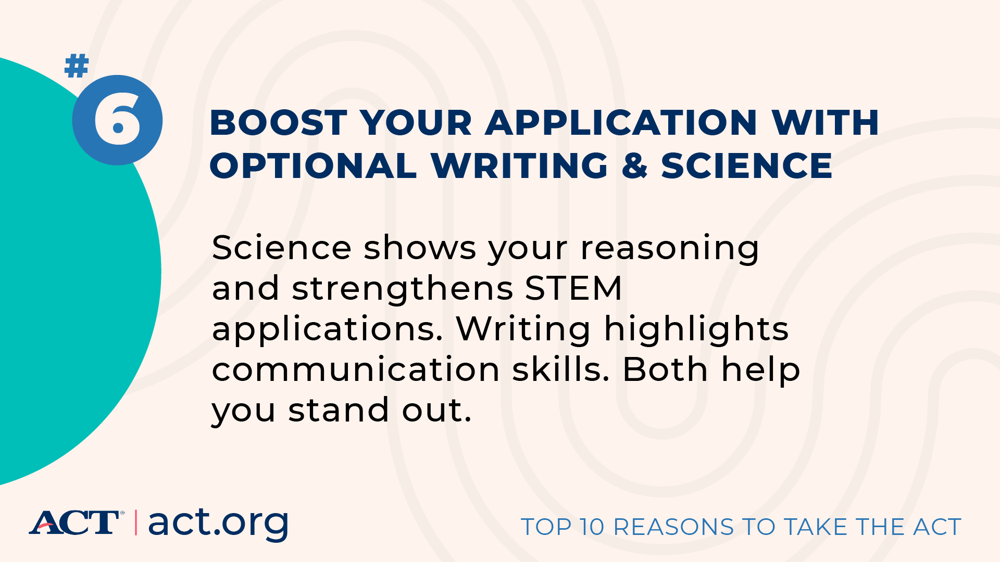 #
6
BOOST YOUR APPLICATION WITH
OPTIONAL WRITING & SCIENCE
Science shows your reasoning
and strengthens STEM
applications. Writing highlights
communication skills. Both help
you stand out.
ACT® | act.org
TOP 10 REASONS TO TAKE THE ACT